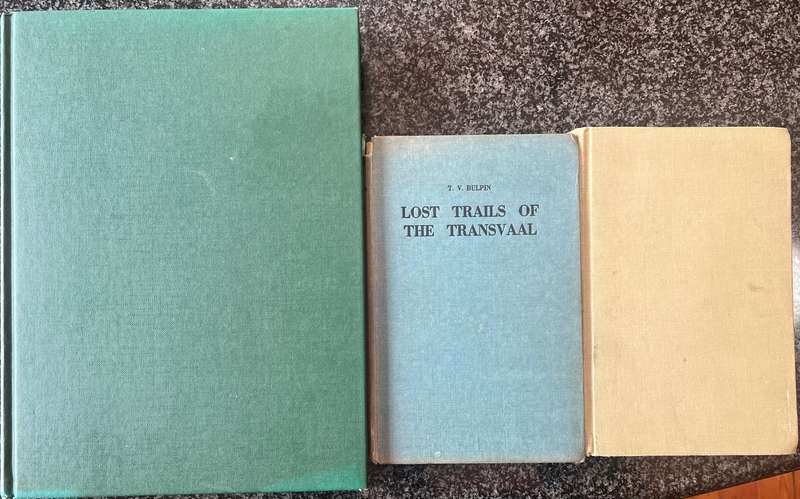 T. V. BULPIN
LOST TRAILS OF
THE TRANSVAAL